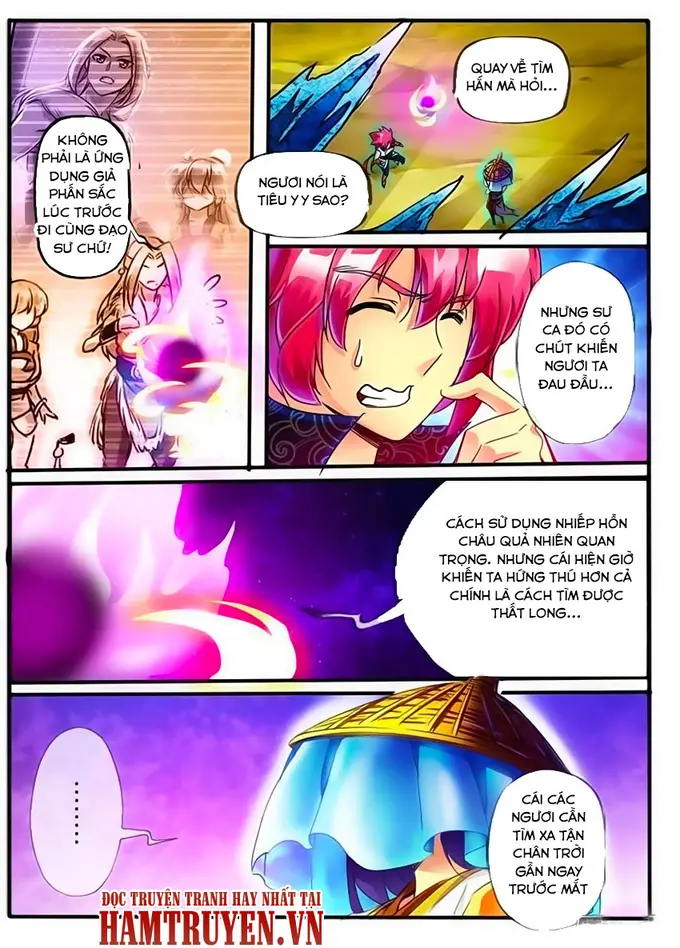 KHÔNG
PHẢI LÀ ỨNG
DỤNG GIẢ
PHẤN SẮC
LÚC TRƯỚC
ĐI CÙNG ĐẠO
SƯ CHỨ!
QUAY VỀ TÌM
HẮN MÀ HỎI...
NGƯƠI NÓI LÀ
TIÊU Y Y SAO?
NHƯNG SƯ
CA ĐÓ CÓ
CHÚT KHIẾN
NGƯƠI TA
ĐAU ĐẦU...
CÁCH SỬ DỤNG NHIẾP HỒN
CHÂU QUẢ NHIÊN QUAN
TRỌNG. NHƯNG CÁI HIỆN GIỜ
KHIẾN TA HỨNG THÚ HƠN CẢ
CHÍNH LÀ CÁCH TÌM ĐƯỢC
THẤT LONG...
........
CÁI CÁC
NGƯƠI CẦN
TÌM XA TẬN
CHÂN TRỜI
GẦN NGAY
TRƯỚC MẮT
ĐỌC TRUYỆN TRANH HAY NHẤT TẠI
HAMTRUYEN.VN